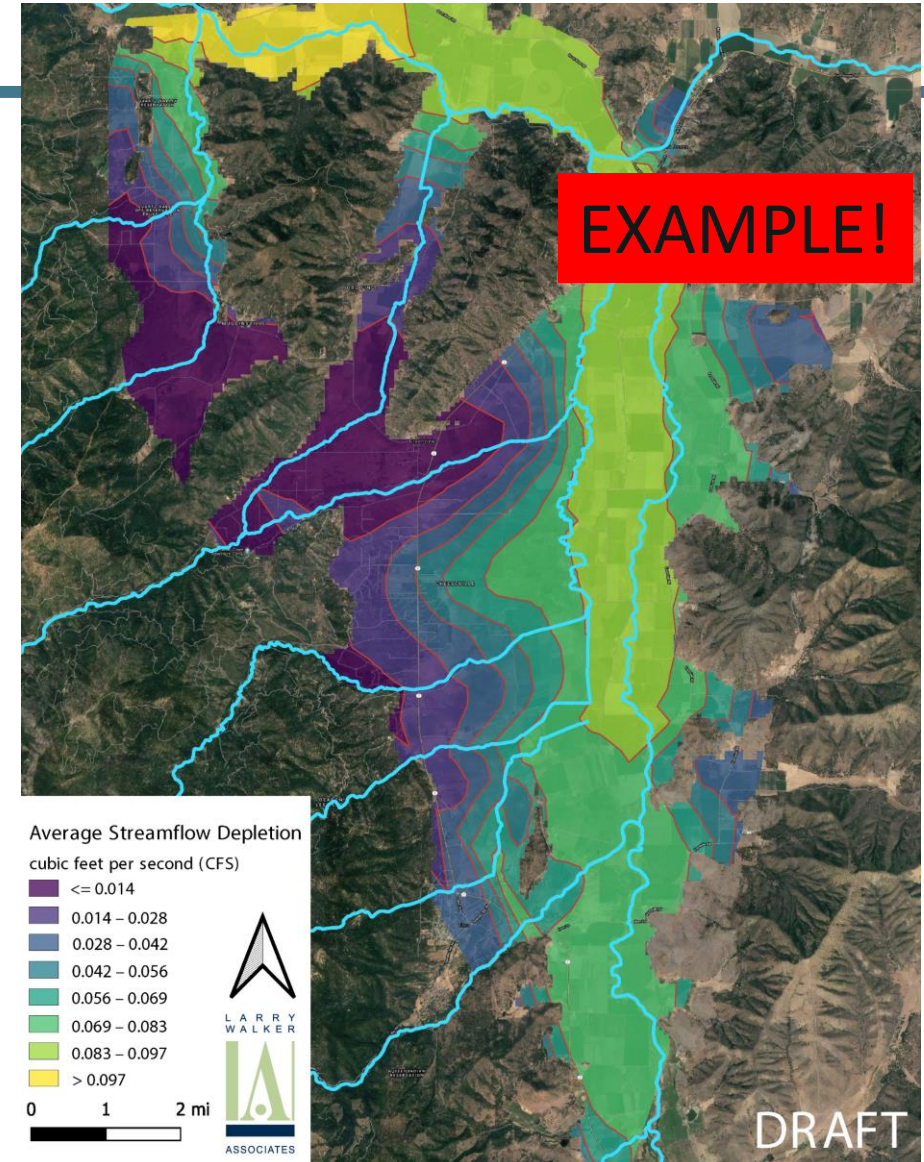 EXAMPLE!
Average Streamflow Depletion
cubic feet per second (CFS)
<= 0.014
0.014 – 0.028
0.028 – 0.042
0.042 – 0.056
0.056 – 0.069
0.069 – 0.083
0.083 – 0.097
> 0.097
0 1 2 mi
LARRY
WALKER
ASSOCIATES
DRAFT